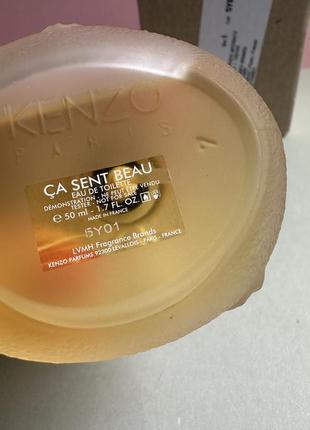 KENZO
PARIS
ÇA SENT BEAU
EAU DE TOILETTE
DÉMONSTRATION - NE PEUT ÊTRE VENDU
TESTER - NOT FOR SALE
℮ 50 ml - 1.7 FL. OZ.
MADE IN FRANCE
5Y01
LVMH Fragrance Brands
KENZO PARFUMS 92300 LEVALLOIS - PARIS - FRANCE